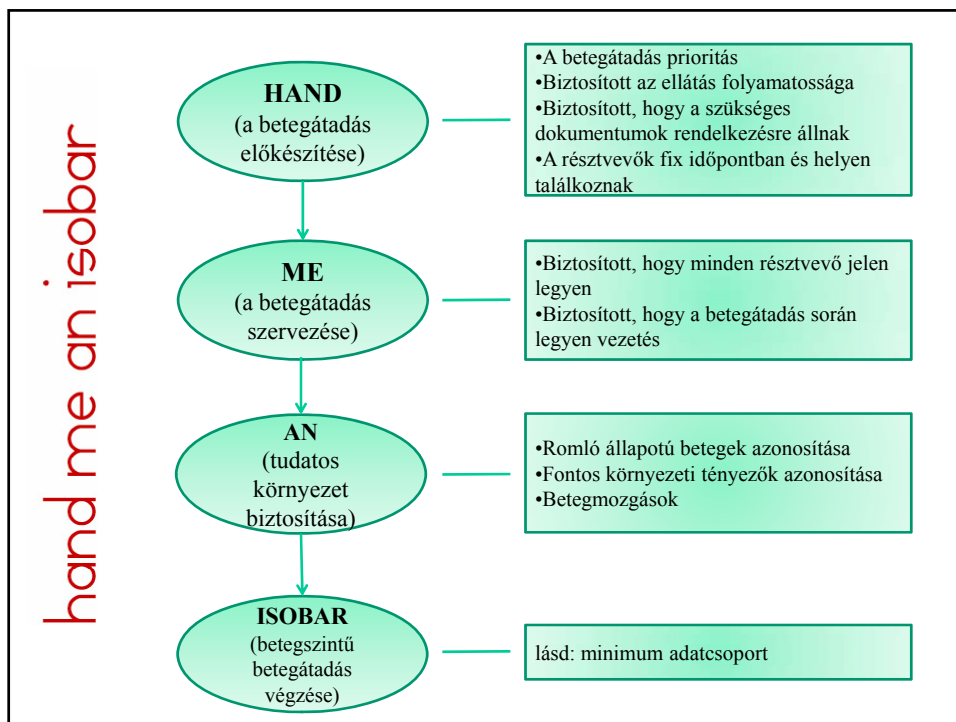 hand me an isobar
HAND
(a betegátadás
előkészítése)
•A betegátadás prioritás
•Biztosított az ellátás folyamatossága
•Biztosított, hogy a szükséges
dokumentumok rendelkezésre állnak
•A résztvevők fix időpontban és helyen
találkoznak
ME
(a betegátadás
szervezése)
•Biztosított, hogy minden résztvevő jelen
legyen
•Biztosított, hogy a betegátadás során
legyen vezetés
AN
(tudatos
környezet
biztosítása)
•Romló állapotú betegek azonosítása
•Fontos környezeti tényezők azonosítása
•Betegmozgások
ISOBAR
(betegszintű
betegátadás
végzése)
lásd: minimum adatcsoport